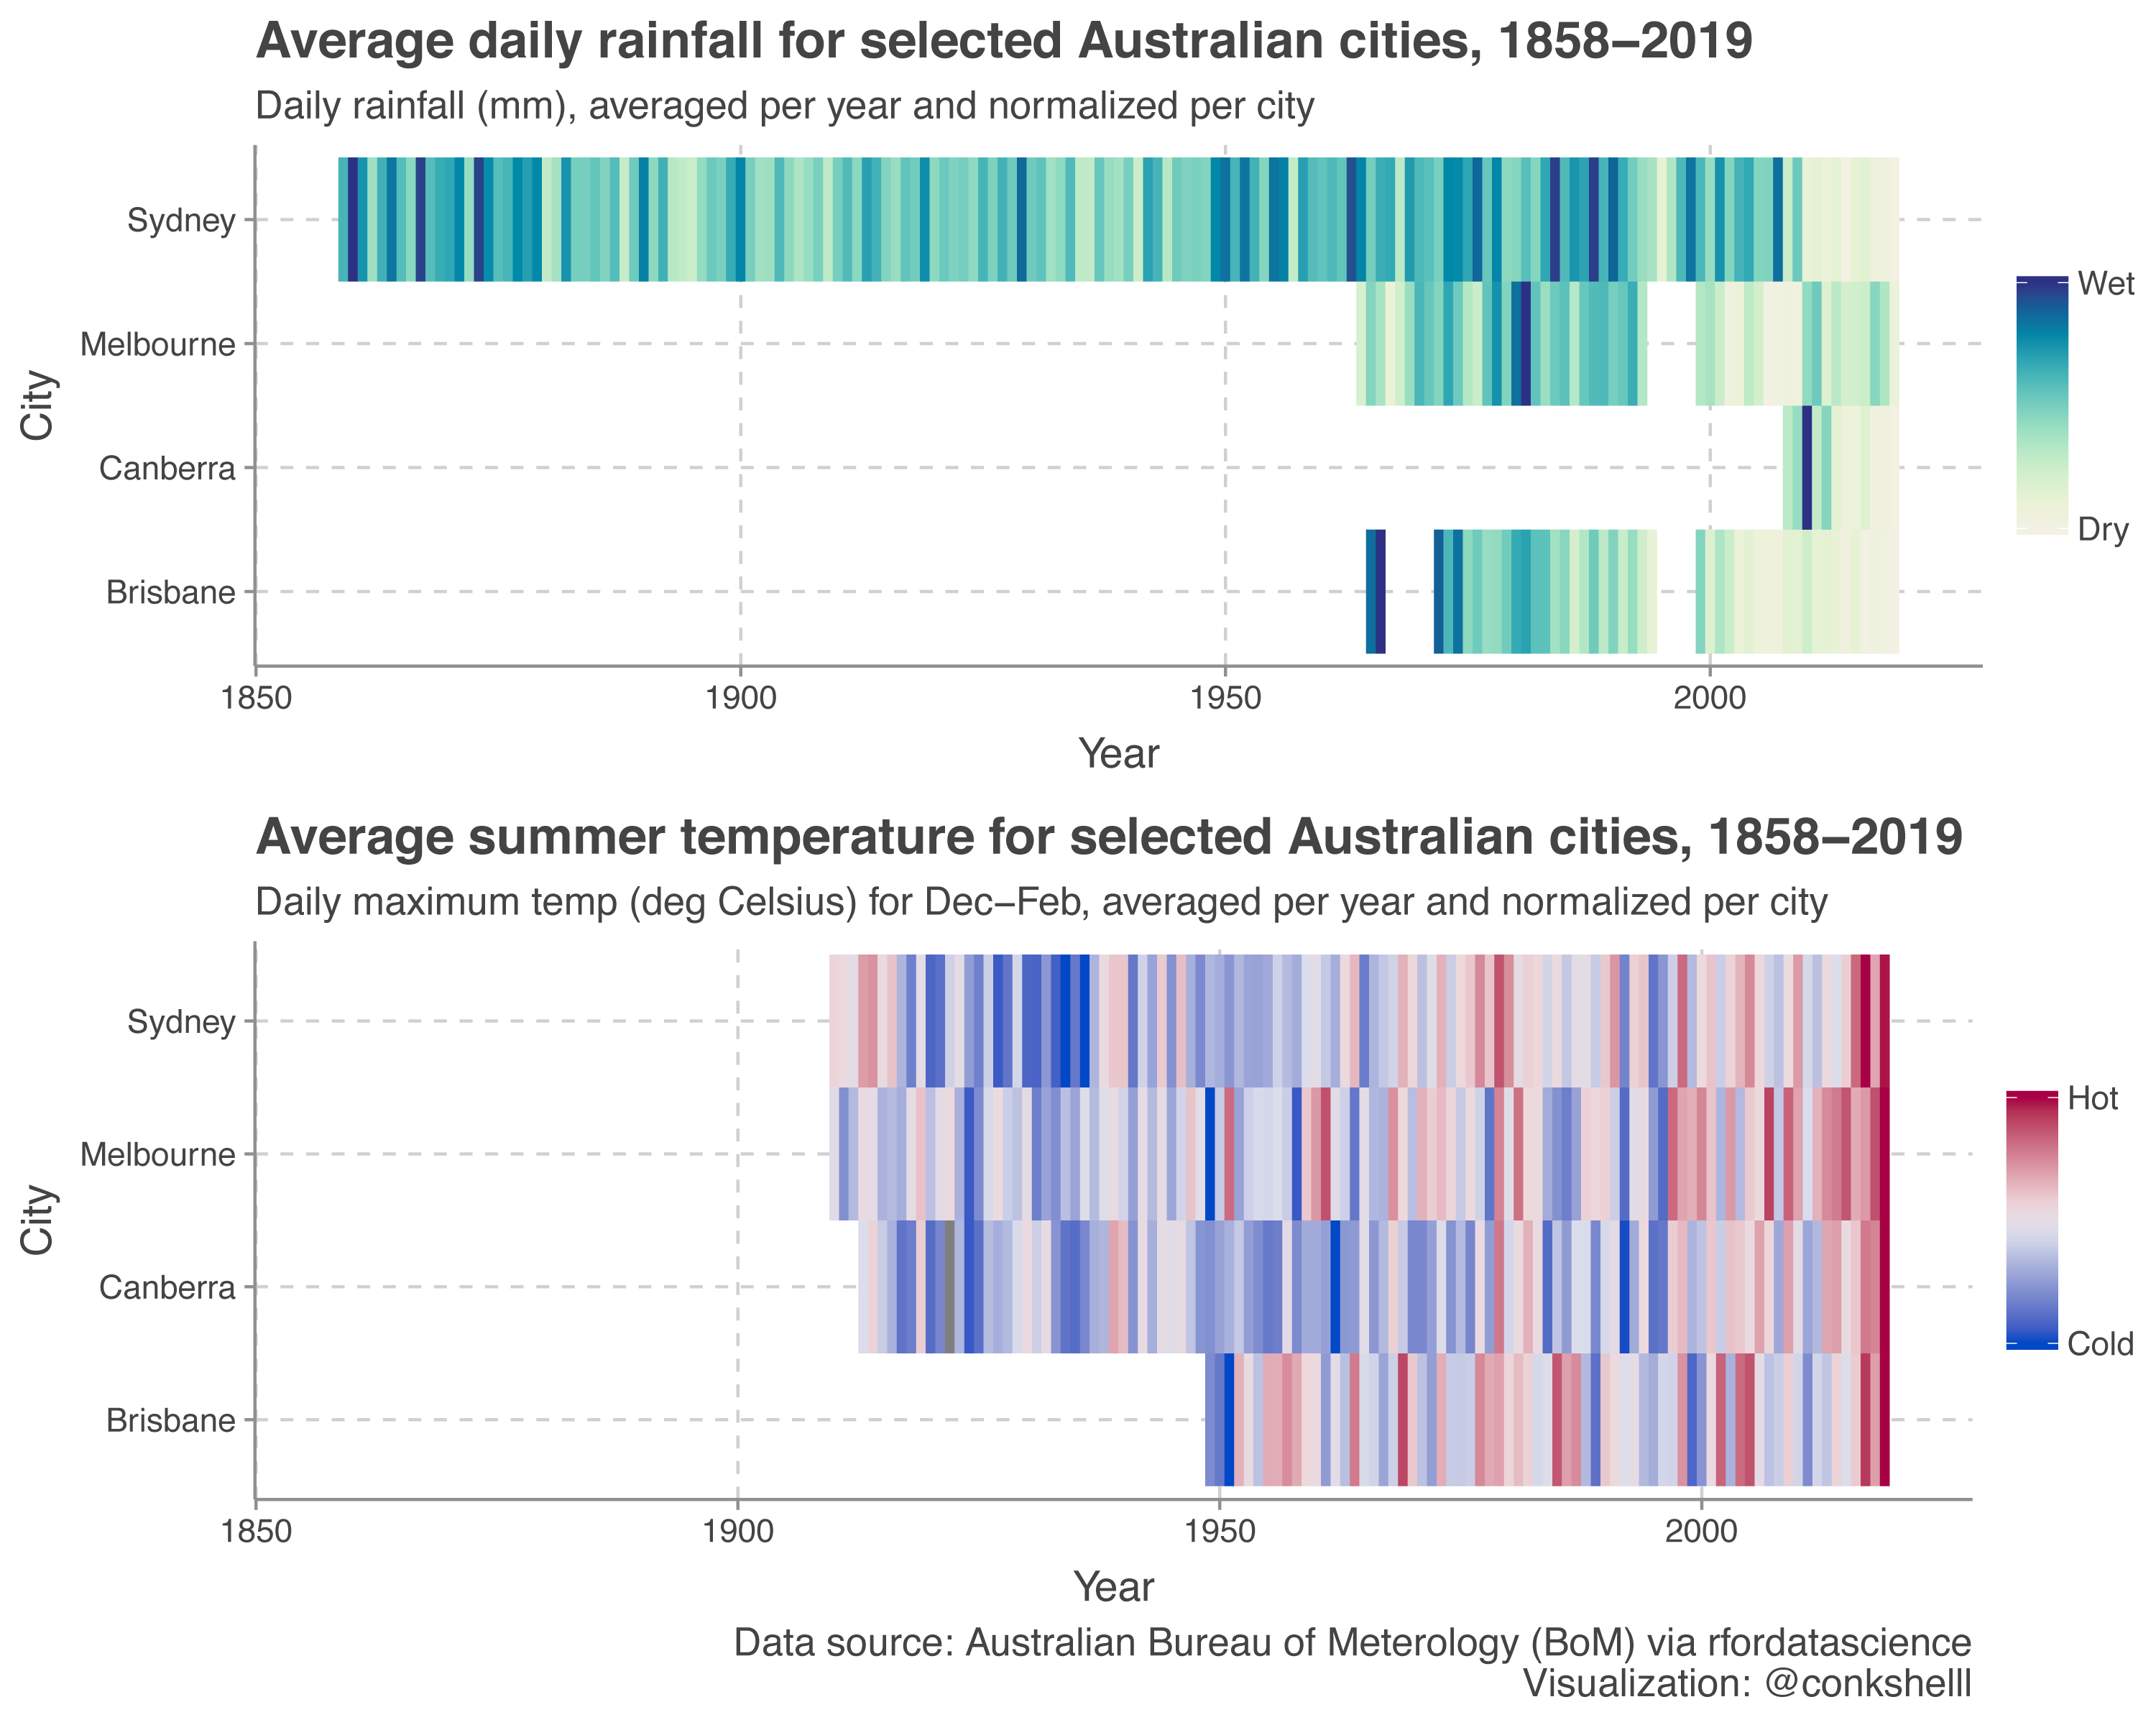 Average daily rainfall for selected Australian cities, 1858–2019
Daily rainfall (mm), averaged per year and normalized per city
City
Sydney
Melbourne
Canberra
Brisbane
Wet
Dry
1850
1900
1950
2000
Year
Average summer temperature for selected Australian cities, 1858–2019
Daily maximum temp (deg Celsius) for Dec–Feb, averaged per year and normalized per city
City
Sydney
Melbourne
Canberra
Brisbane
Hot
Cold
1850
1900
1950
2000
Year
Data source: Australian Bureau of Meterology (BoM) via rfordatascience
Visualization: @conkshelll